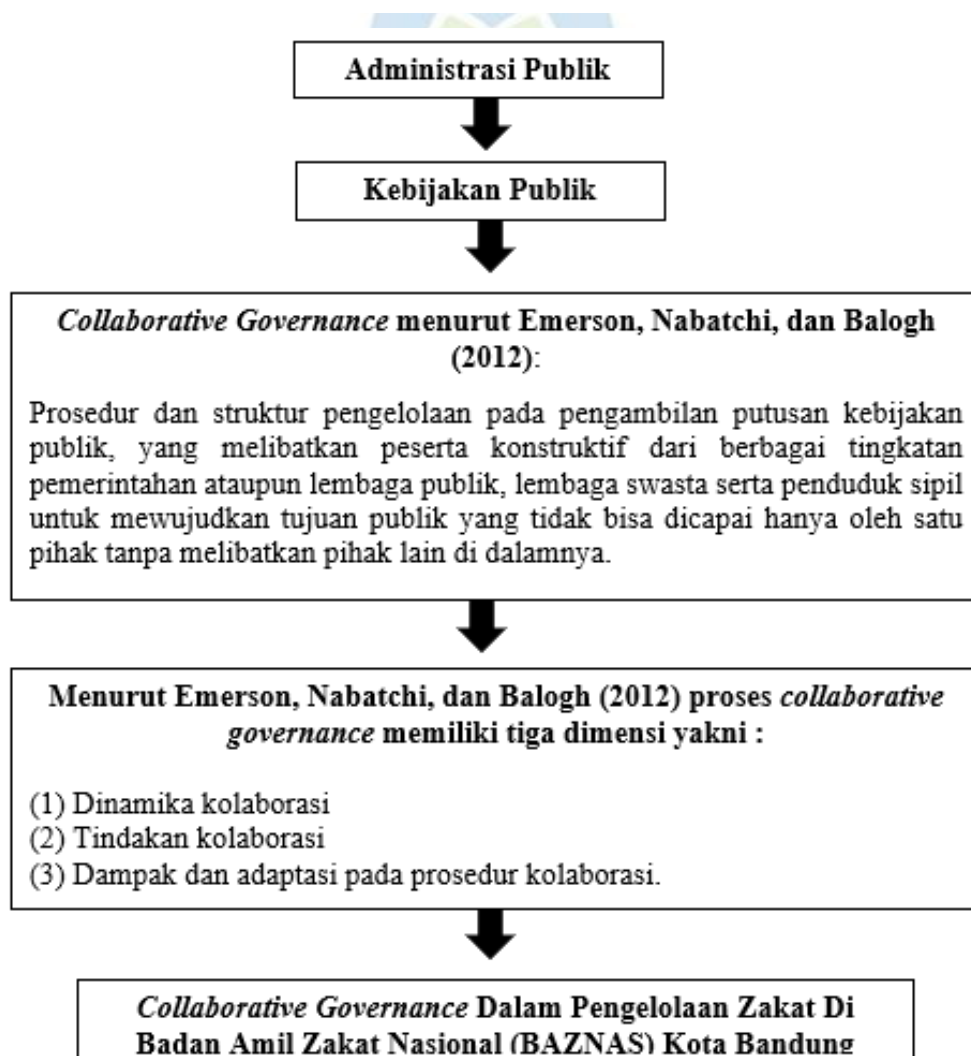 Administrasi Publik
Kebijakan Publik
Collaborative Governance menurut Emerson, Nabatchi, dan Balogh
(2012):
Prosedur dan struktur pengelolaan pada pengambilan putusan kebijakan
publik, yang melibatkan peserta konstruktif dari berbagai tingkatan
pemerintahan ataupun lembaga publik, lembaga swasta serta penduduk sipil
untuk mewujudkan tujuan publik yang tidak bisa dicapai hanya oleh satu
pihak tanpa melibatkan pihak lain di dalamnya.
Menurut Emerson, Nabatchi, dan Balogh (2012) proses collaborative
governance memiliki tiga dimensi yakni :
(1) Dinamika kolaborasi
(2) Tindakan kolaborasi
(3) Dampak dan adaptasi pada prosedur kolaborasi.
Collaborative Governance Dalam Pengelolaan Zakat Di
Badan Amil Zakat Nasional (BAZNAS) Kota Bandung